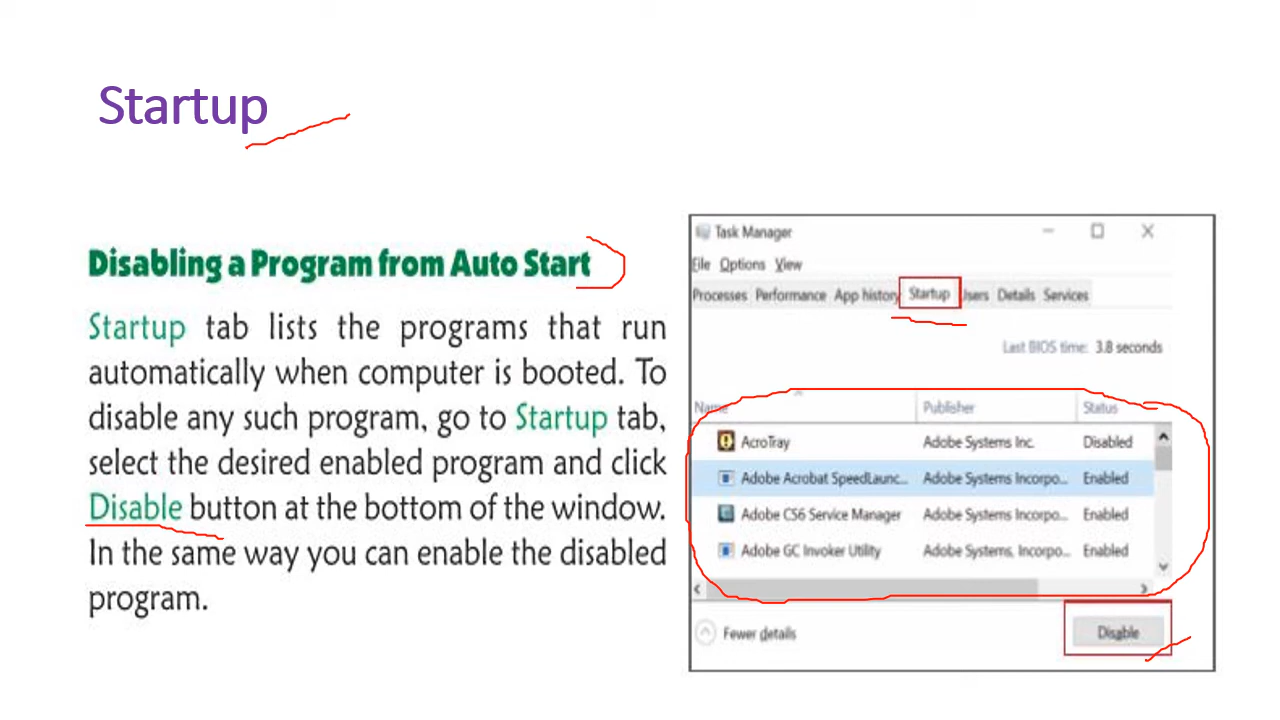 Startup
Disabling a Program from Auto Start
Startup tab lists the programs that run
automatically when computer is booted. To
disable any such program, go to Startup tab,
select the desired enabled program and click
Disable button at the bottom of the window.
In the same way you can enable the disabled
program.
Task Manager
File Options View
Processes Performance App history Startup Users Details Services
Last BIOS time: 3.8 seconds
Name Publisher Status
AcroTray Adobe Systems Inc. Disabled
Adobe Acrobat SpeedLaunc... Adobe Systems Incorpo... Enabled
Adobe CS6 Service Manager Adobe Systems Incorpo... Enabled
Adobe GC Invoker Utility Adobe Systems, Incorpo... Enabled
Fewer details Disable